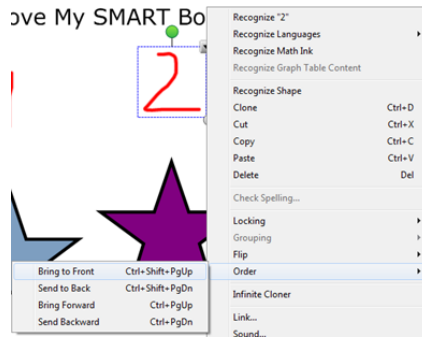 ove My SMART Bo
2
Recognize "2"
Recognize Languages
Recognize Math Ink
Recognize Graph Table Content
Recognize Shape
Clone Ctrl+D
Cut Ctrl+X
Copy Ctrl+C
Paste Ctrl+V
Delete Del
Check Spelling...
Locking
Grouping
Flip
Order
Infinite Cloner
Link...
Sound...
Bring to Front Ctrl+Shift+PgUp
Send to Back Ctrl+Shift+PgDn
Bring Forward Ctrl+PgUp
Send Backward Ctrl+PgDn